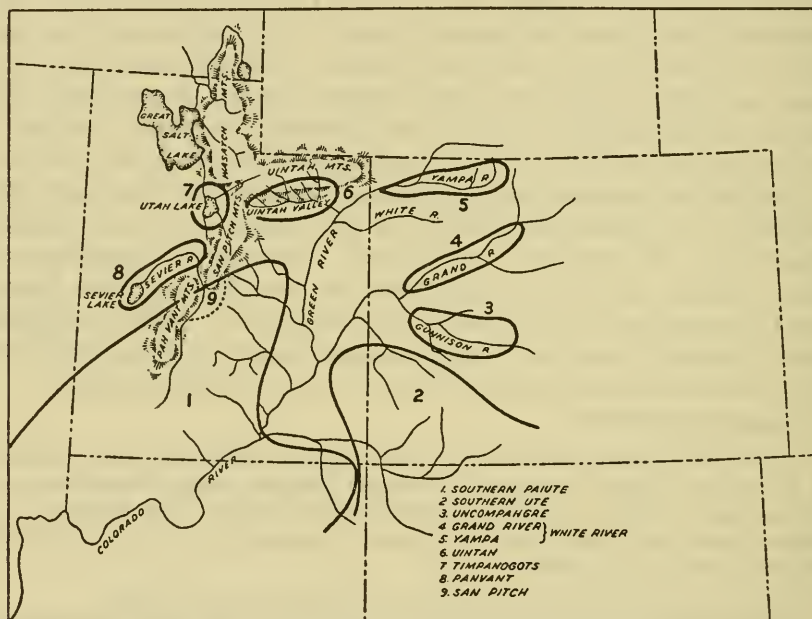 GREAT
SALT
LAKE
MTS.
WASATCH
UINTAH MTS.
7
UTAH LAKE
6
UINTAH VALLEY
YAMPA R.
5
WHITE R.
SAN PITCH MTS.
8
SEVIER R
SEVIER
LAKE
9
PAH VANT MTS.
GREEN RIVER
4
GRAND R
3
GUNNISON R.
1
2
COLORADO RIVER
1. SOUTHERN PAIUTE
2 SOUTHERN UTE
3. UNCOMPAHGRE
4 GRAND RIVER } WHITE RIVER
5. YAMPA
6. UINTAH
7 TIMPANOGOTS
8 PANVANT
9. SAN PITCH